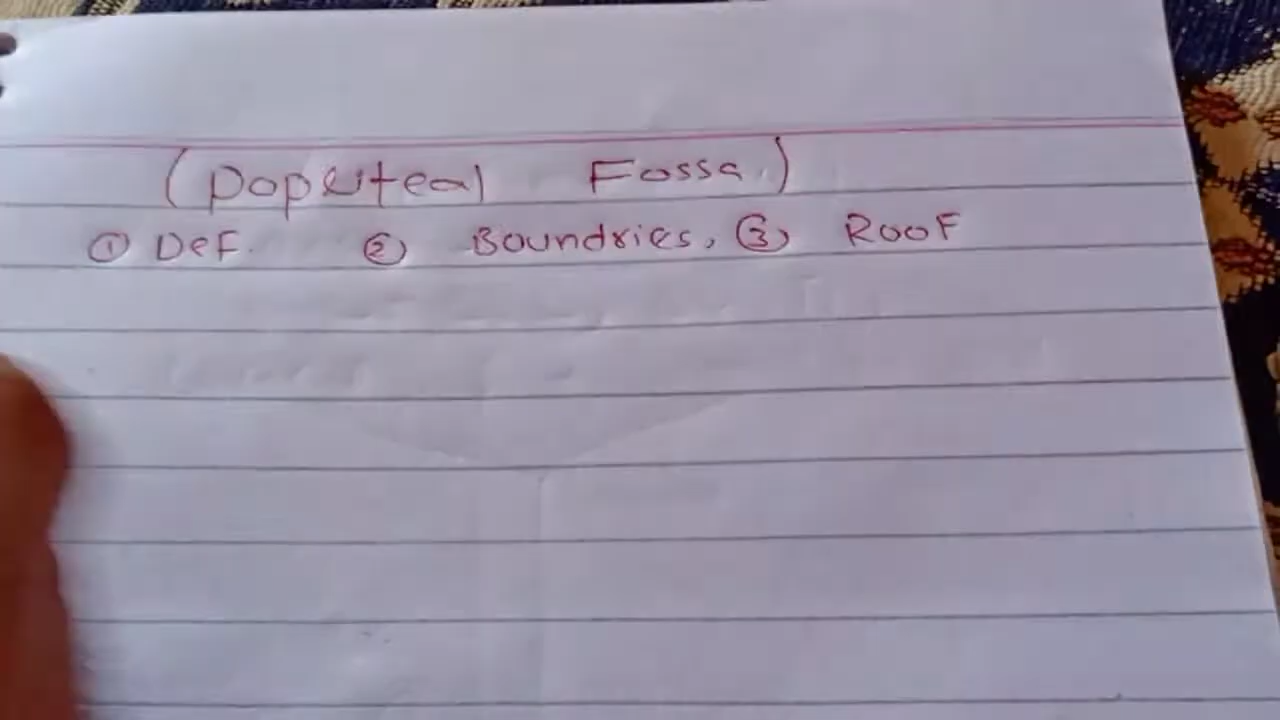 (Popliteal Fossa.)
① Def. ② Boundries, ③ Roof